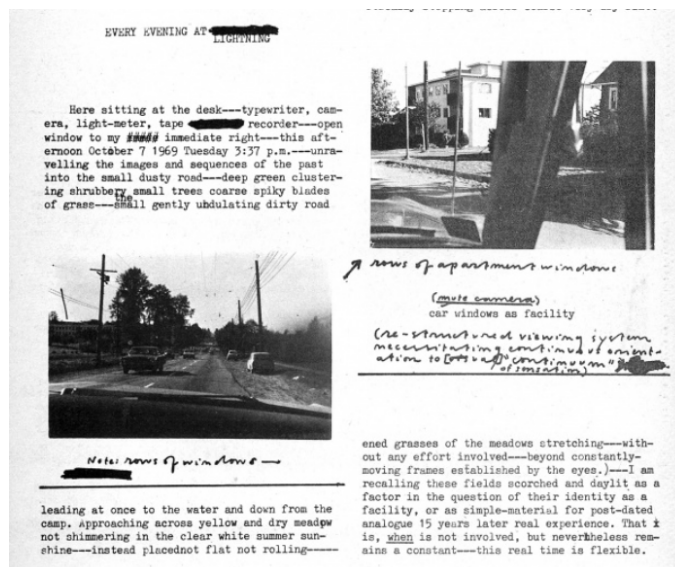 EVERY EVENING AT
LIGHTNING
Here sitting at the desk---typewriter, cam-
era, light-meter, tape recorder---open
window to my immediate right---this aft-
ernoon October 7 1969 Tuesday 3:37 p.m.---unra-
velling the images and sequences of the past
into the small dusty road---deep green cluster-
ing shrubbery small trees coarse spiky blades
the
of grass---small gently undulating dirty road
Note: rows of windows
leading at once to the water and down from the
camp. Approaching across yellow and dry meadow
not shimmering in the clear white summer sun-
shine---instead placednot flat not rolling-----
rows of apartment windows
(mute camera)
car windows as facility
(re-structured viewing system
necessitating continuous orient-
ation to "continuum"
of sensation)
ened grasses of the meadows stretching---with-
out any effort involved---beyond constantly-
moving frames established by the eyes.)---I am
recalling these fields scorched and daylit as a
factor in the question of their identity as a
facility, or as simple-material for post-dated
analogue 15 years later real experience. That i
is, when is not involved, but nevertheless rem-
ains a constant---this real time is flexible.